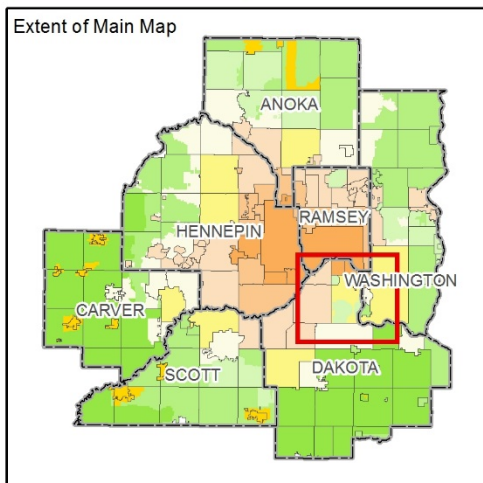 Extent of Main Map
ANOKA
HENNEPIN
RAMSEY
WASHINGTON
CARVER
SCOTT
DAKOTA